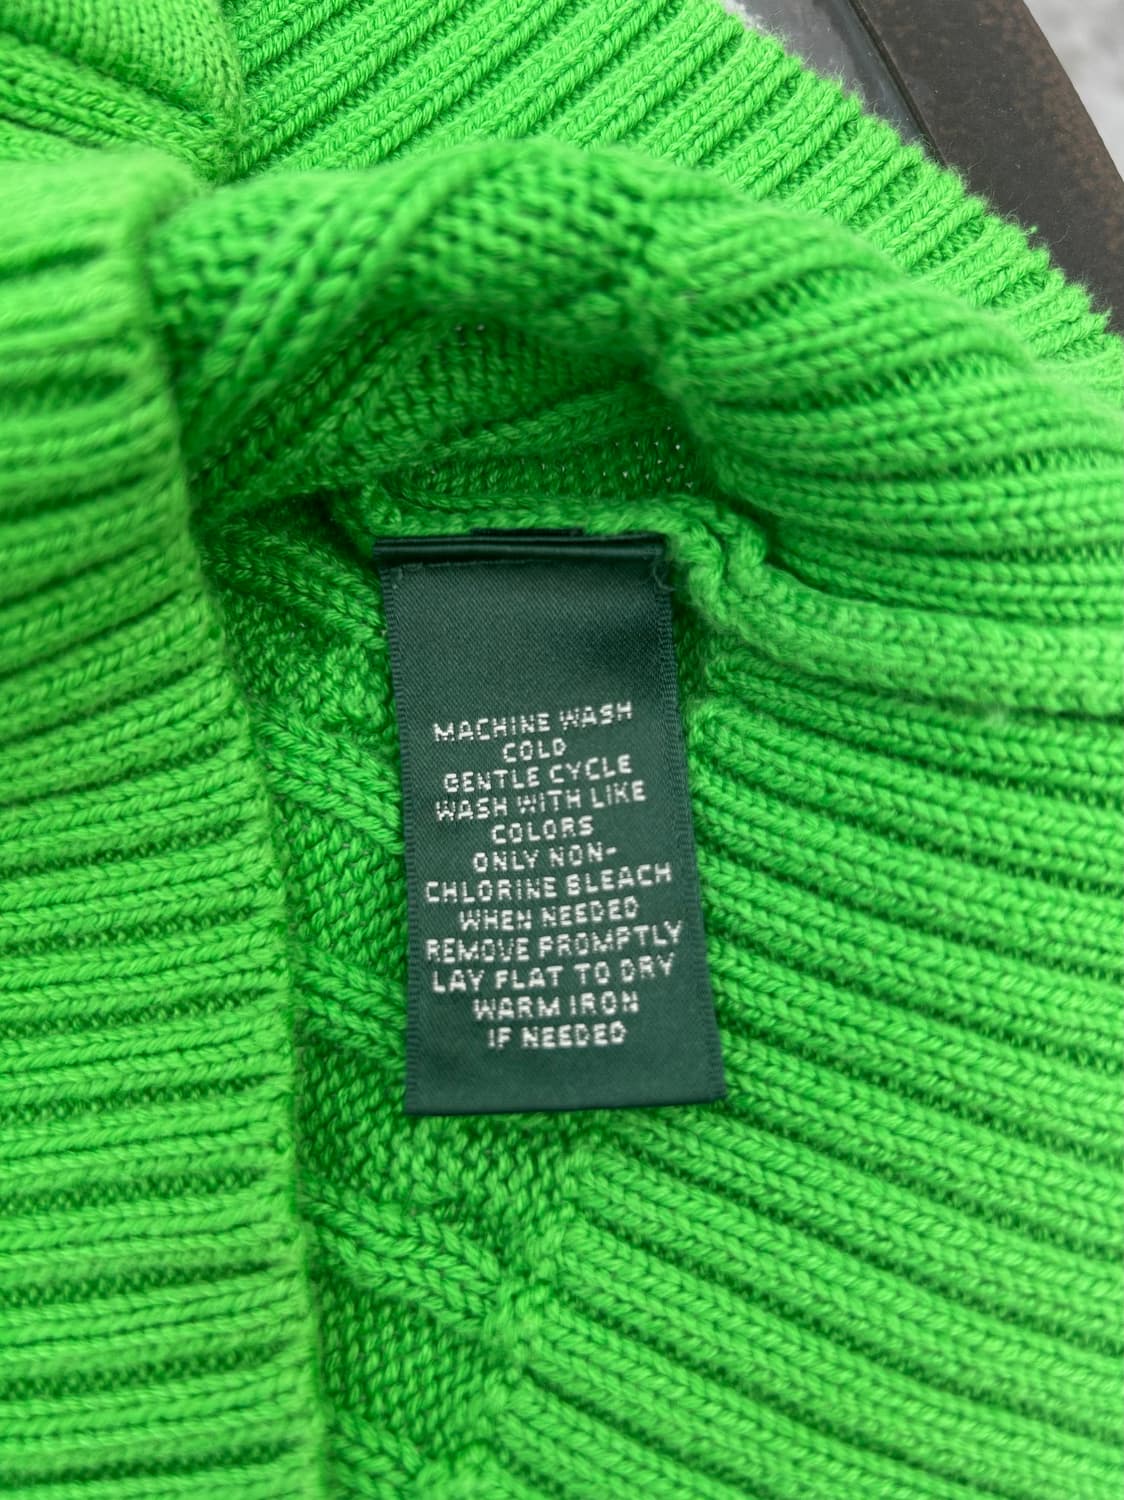 MACHINE WASH
COLD
GENTLE CYCLE
WASH WITH LIKE
COLORS
ONLY NON-
CHLORINE BLEACH
WHEN NEEDED
REMOVE PROMPTLY
LAY FLAT TO DRY
WARM IRON
IF NEEDED